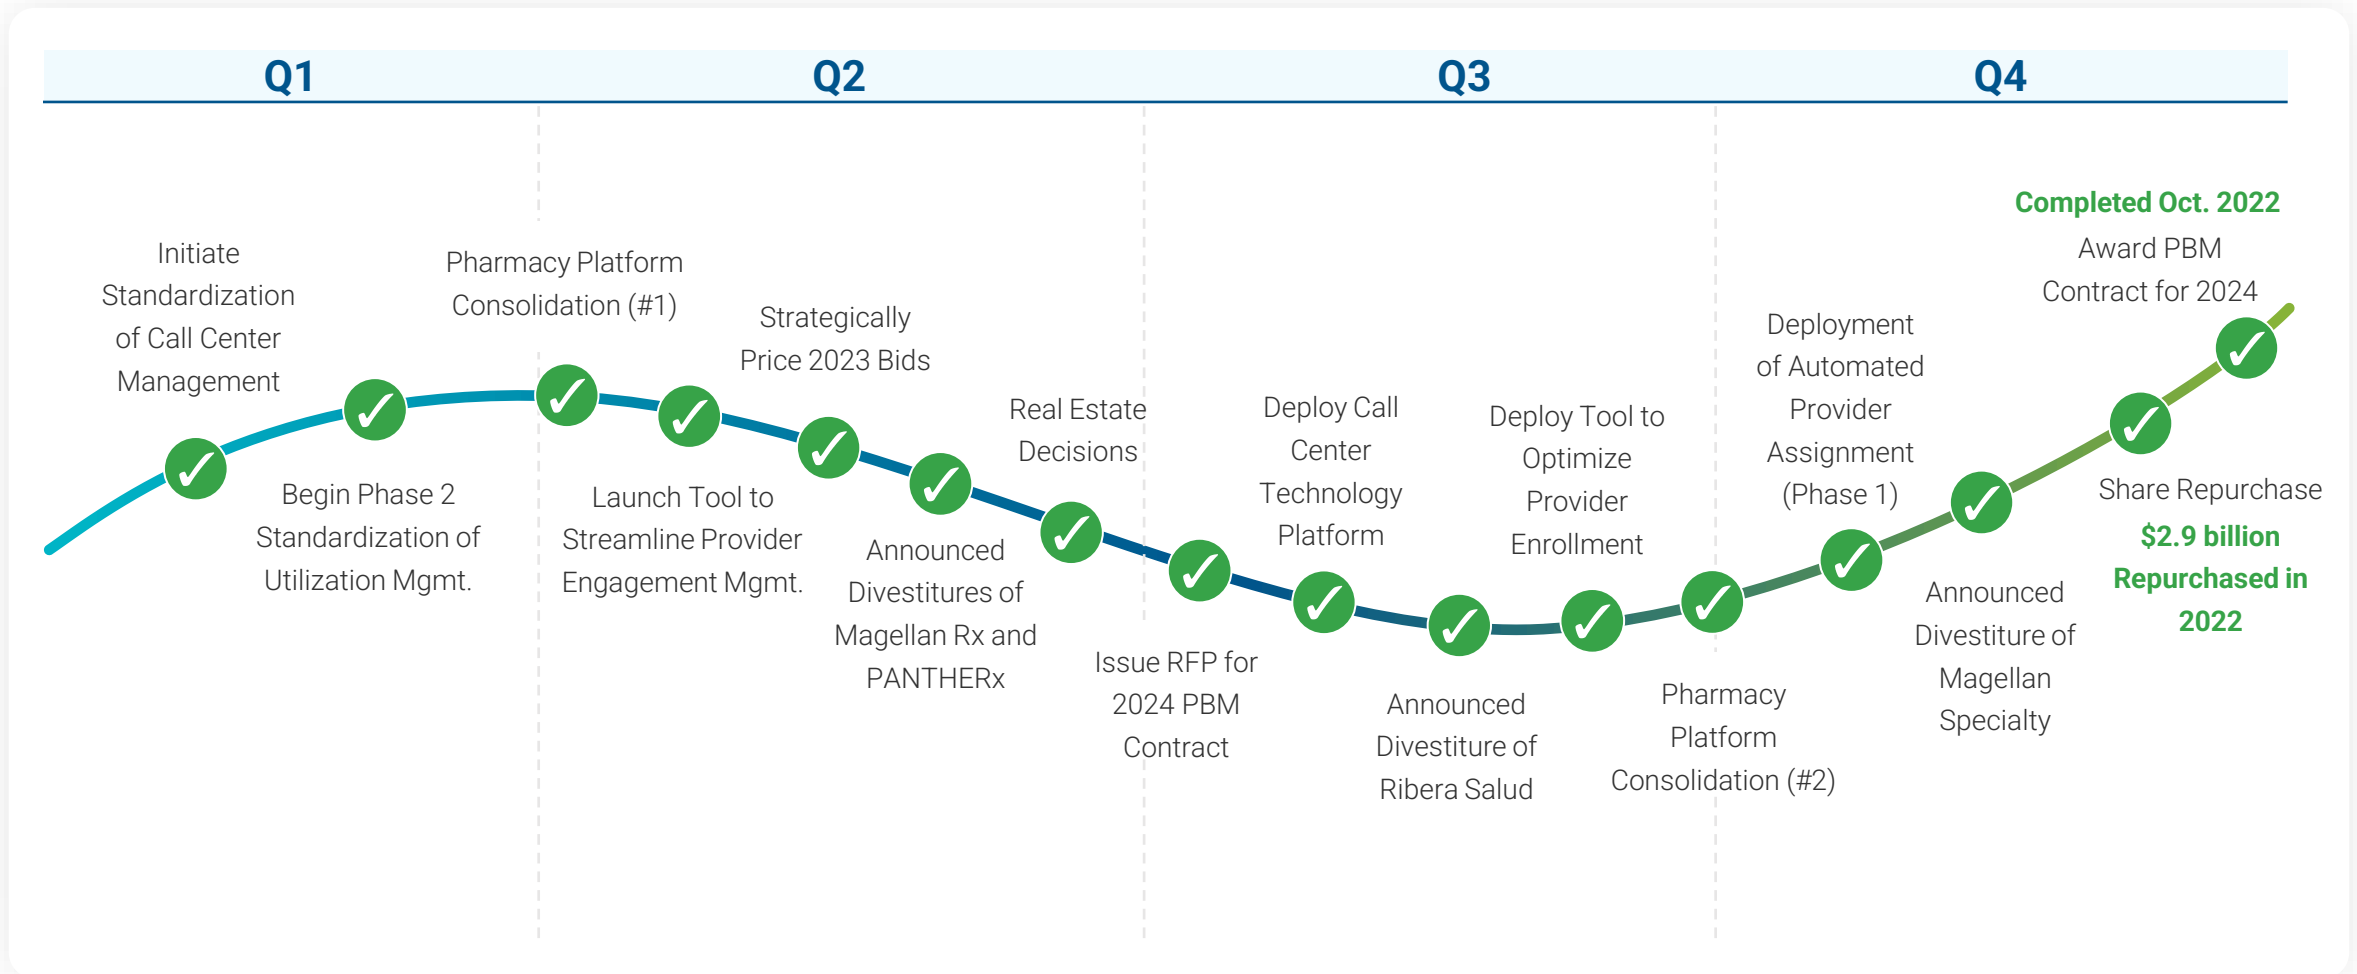 Q1
Q2
Q3
Q4
Initiate
Standardization
of Call Center
Management
Begin Phase 2
Standardization of
Utilization Mgmt.
Pharmacy Platform
Consolidation (#1)
Launch Tool to
Streamline Provider
Engagement Mgmt.
Strategically
Price 2023 Bids
Announced
Divestitures of
Magellan Rx and
PANTHERx
Real Estate
Decisions
Issue RFP for
2024 PBM
Contract
Deploy Call
Center
Technology
Platform
Announced
Divestiture of
Ribera Salud
Deploy Tool to
Optimize
Provider
Enrollment
Pharmacy
Platform
Consolidation (#2)
Deployment
of Automated
Provider
Assignment
(Phase 1)
Announced
Divestiture of
Magellan
Specialty
Share Repurchase
$2.9 billion
Repurchased in
2022
Completed Oct. 2022
Award PBM
Contract for 2024